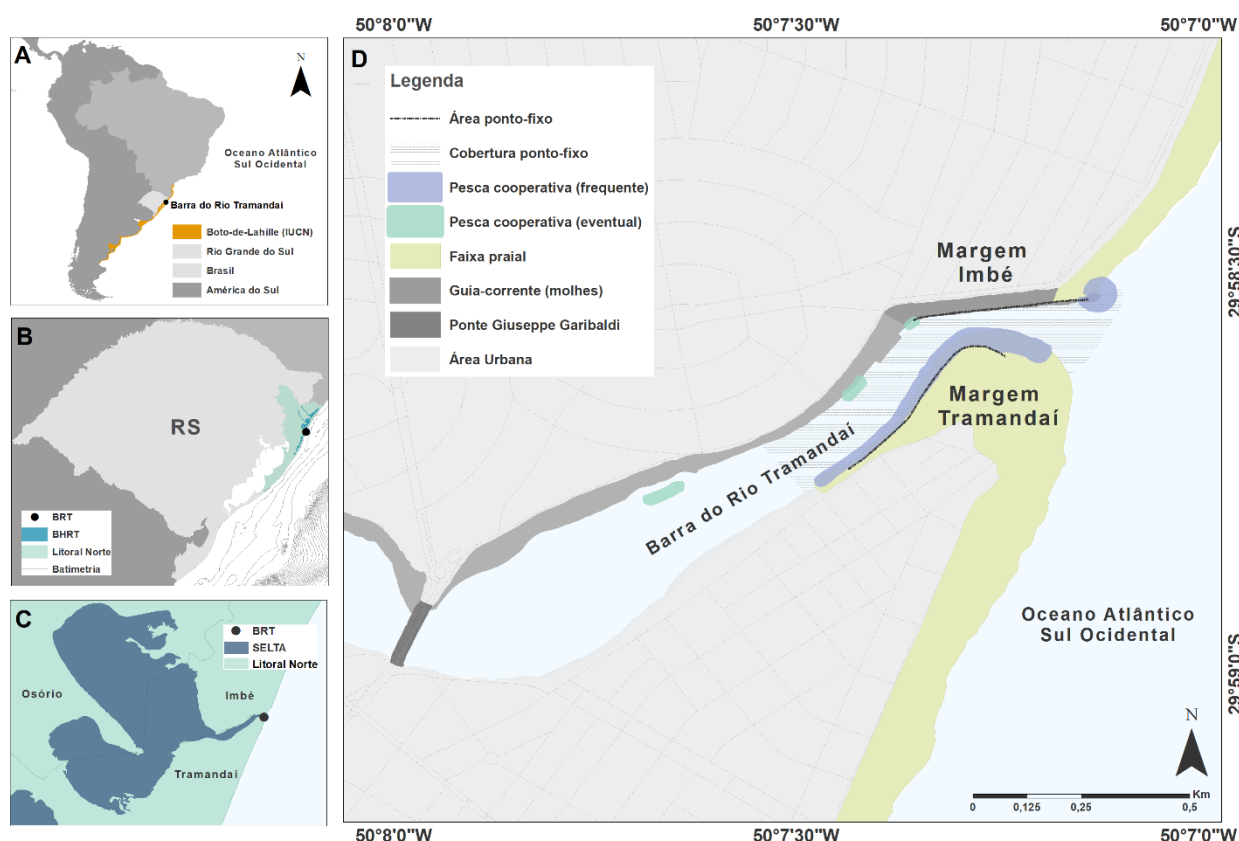 50°8'0"W
50°7'30"W
50°7'0"W
A
N
Oceano Atlântico
Sul Ocidental
Barra do Rio Tramandaí
Boto-de-Lahille (IUCN)
Rio Grande do Sul
Brasil
América do Sul
B
RS
BRT
BHRT
Litoral Norte
Batimetria
C
BRT
SELTA
Litoral Norte
Osório
Imbé
Tramandaí
D
Legenda
Área ponto-fixo
Cobertura ponto-fixo
Pesca cooperativa (frequente)
Pesca cooperativa (eventual)
Faixa praial
Guia-corrente (molhes)
Ponte Giuseppe Garibaldi
Área Urbana
Margem
Imbé
Margem
Tramandaí
Barra do Rio Tramandaí
Oceano Atlântico
Sul Ocidental
29°58'30"S
29°59'0"S
N
Km
0
0,125
0,25
0,5
50°8'0"W
50°7'30"W
50°7'0"W